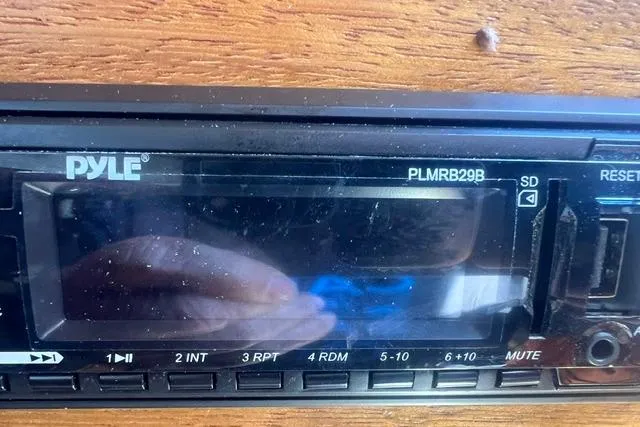 PYLE®
PLMRB29B
SD
RESET
▶▶I
1▶II
2 INT
3 RPT
4 RDM
5 -10
6 +10
MUTE